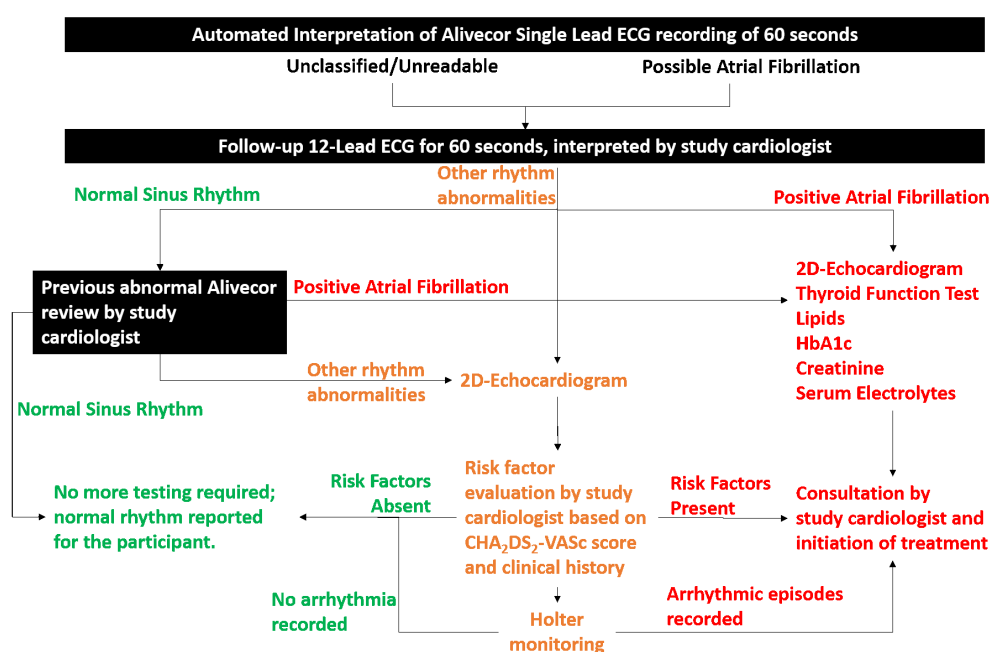 Automated Interpretation of Alivecor Single Lead ECG recording of 60 seconds
Unclassified/Unreadable
Possible Atrial Fibrillation
Follow-up 12-Lead ECG for 60 seconds, interpreted by study cardiologist
Other rhythm
abnormalities
Normal Sinus Rhythm
Positive Atrial Fibrillation
Previous abnormal Alivecor
review by study
cardiologist
Positive Atrial Fibrillation
2D-Echocardiogram
Thyroid Function Test
Lipids
HbA1c
Creatinine
Serum Electrolytes
Other rhythm
abnormalities
2D-Echocardiogram
Normal Sinus Rhythm
No more testing required;
normal rhythm reported
for the participant.
Risk Factors
Absent
Risk factor
evaluation by study
cardiologist based on
CHA₂DS₂-VASc score
and clinical history
Risk Factors
Present
Consultation by
study cardiologist and
initiation of treatment
No arrhythmia
recorded
Holter
monitoring
Arrhythmic episodes
recorded